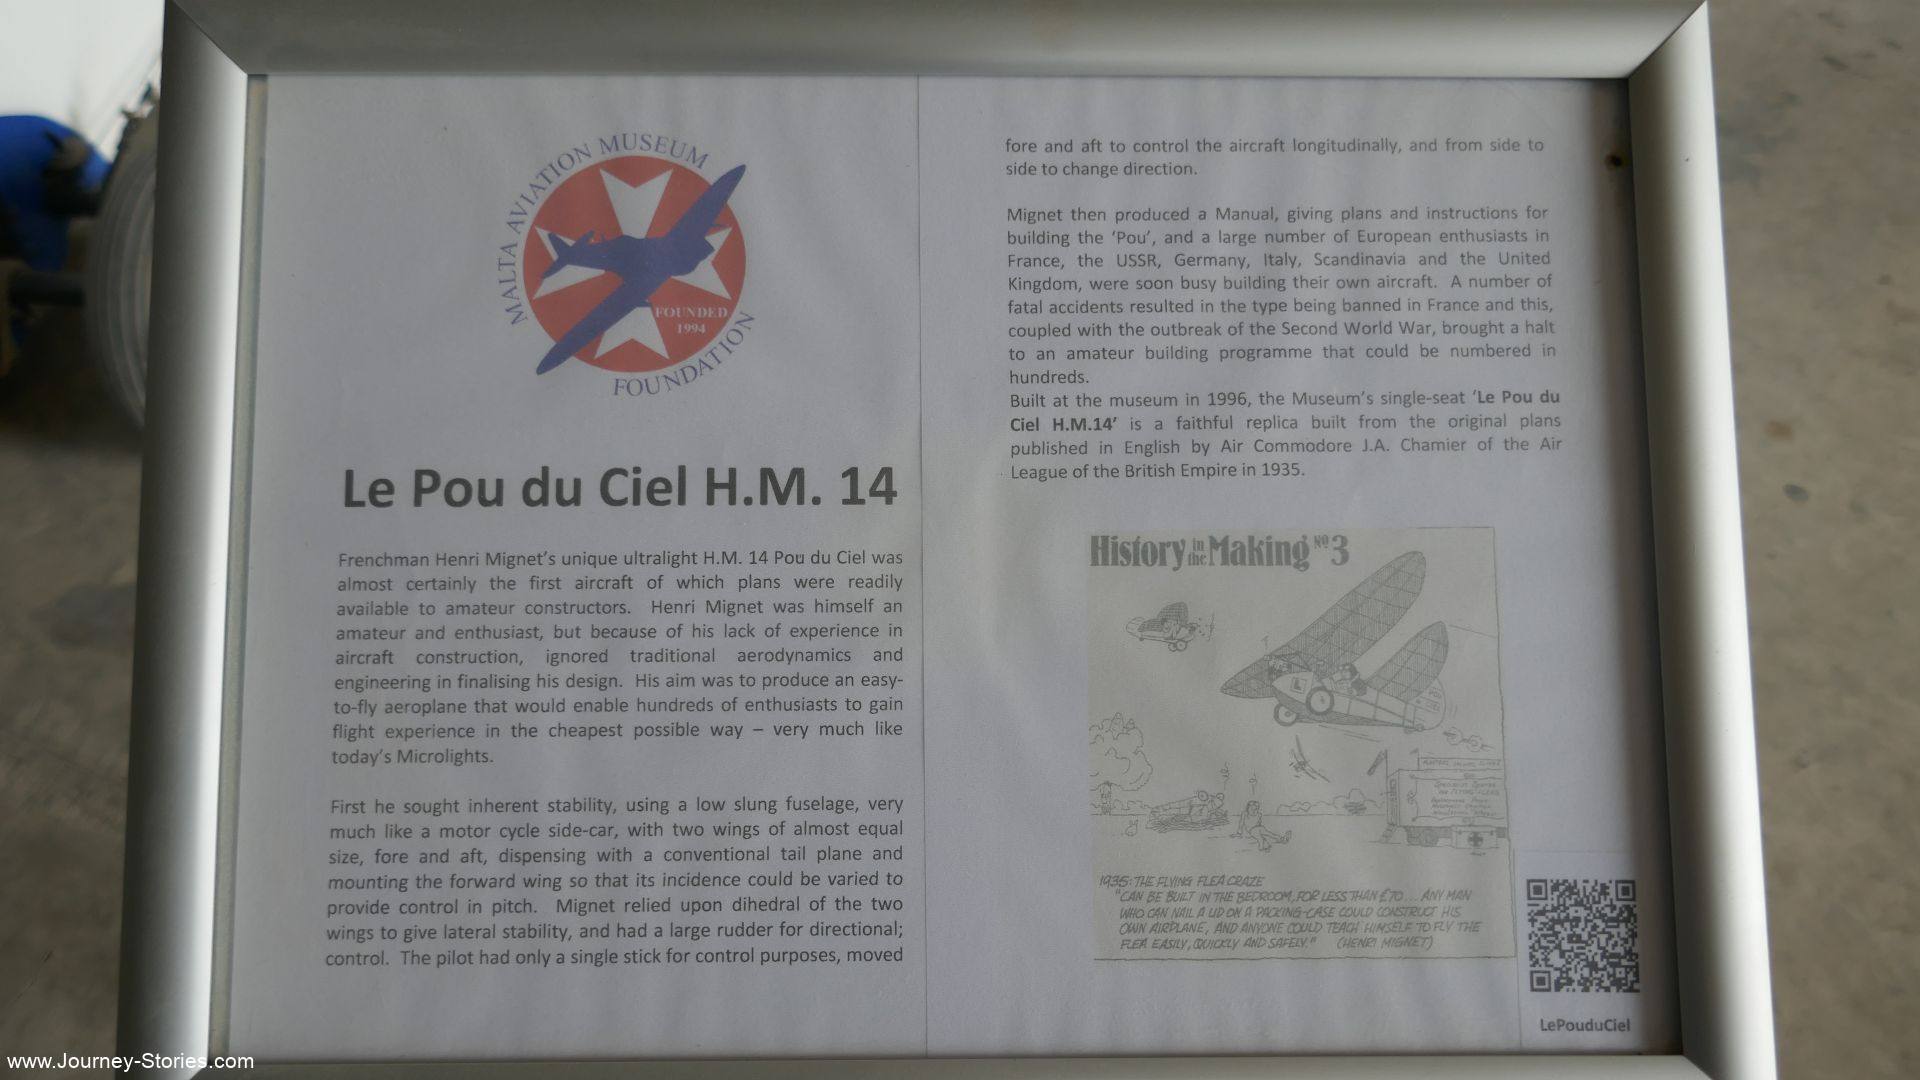 MALTA AVIATION MUSEUM
FOUNDATION
FOUNDED
1994
Le Pou du Ciel H.M. 14
Frenchman Henri Mignet's unique ultralight H.M. 14 Pou du Ciel was
almost certainly the first aircraft of which plans were readily
available to amateur constructors. Henri Mignet was himself an
amateur and enthusiast, but because of his lack of experience in
aircraft construction, ignored traditional aerodynamics and
engineering in finalising his design. His aim was to produce an easy-
to-fly aeroplane that would enable hundreds of enthusiasts to gain
flight experience in the cheapest possible way – very much like
today's Microlights.
First he sought inherent stability, using a low slung fuselage, very
much like a motor cycle side-car, with two wings of almost equal
size, fore and aft, dispensing with a conventional tail plane and
mounting the forward wing so that its incidence could be varied to
provide control in pitch. Mignet relied upon dihedral of the two
wings to give lateral stability, and had a large rudder for directional;
control. The pilot had only a single stick for control purposes, moved
fore and aft to control the aircraft longitudinally, and from side to
side to change direction.
Mignet then produced a Manual, giving plans and instructions for
building the 'Pou', and a large number of European enthusiasts in
France, the USSR, Germany, Italy, Scandinavia and the United
Kingdom, were soon busy building their own aircraft. A number of
fatal accidents resulted in the type being banned in France and this,
coupled with the outbreak of the Second World War, brought a halt
to an amateur building programme that could be numbered in
hundreds.
Built at the museum in 1996, the Museum's single-seat 'Le Pou du
Ciel H.M.14' is a faithful replica built from the original plans
published in English by Air Commodore J.A. Chamier of the Air
League of the British Empire in 1935.
History in the Making Nº 3
L
1935: THE FLYING FLEA CRAZE
"CAN BE BUILT IN THE BEDROOM, FOR LESS THAN £70... ANY MAN
WHO CAN NAIL A LID ON A PACKING-CASE COULD CONSTRUCT HIS
OWN AIRPLANE, AND ANYONE COULD TEACH HIMSELF TO FLY THE
FLEA EASILY, QUICKLY AND SAFELY." (HENRI MIGNET)
LePouduCiel
www.Journey-Stories.com